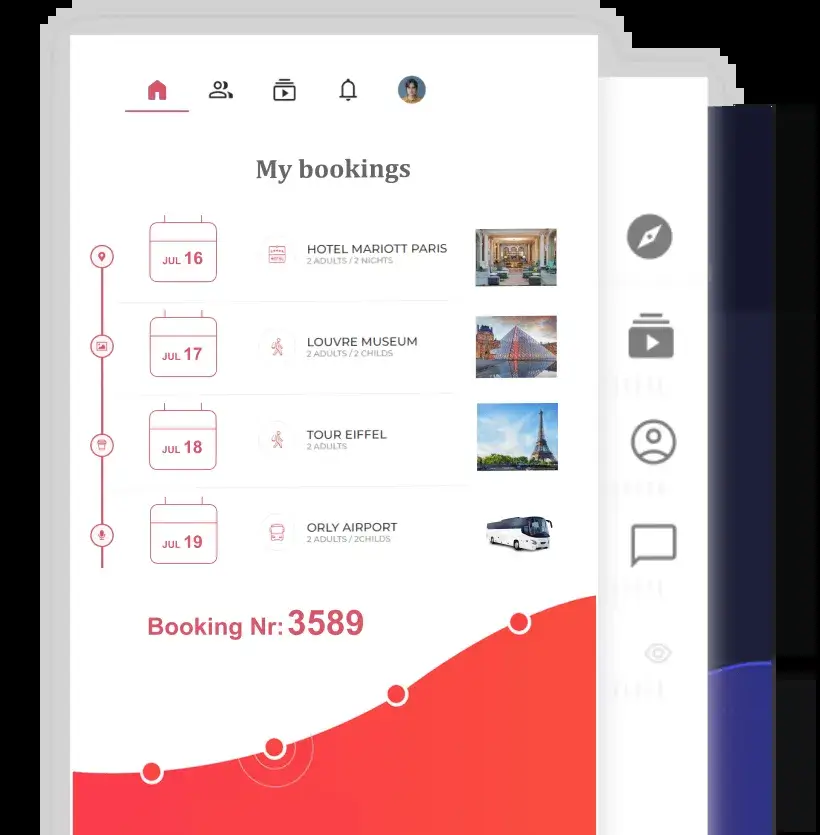 My bookings
JUL 16
HOTEL MARIOTT PARIS
2 ADULTS / 2 NIGHTS
JUL 17
LOUVRE MUSEUM
2 ADULTS / 2 CHILDS
JUL 18
TOUR EIFFEL
2 ADULTS
JUL 19
ORLY AIRPORT
2 ADULTS / 2CHILDS
Booking Nr: 3589